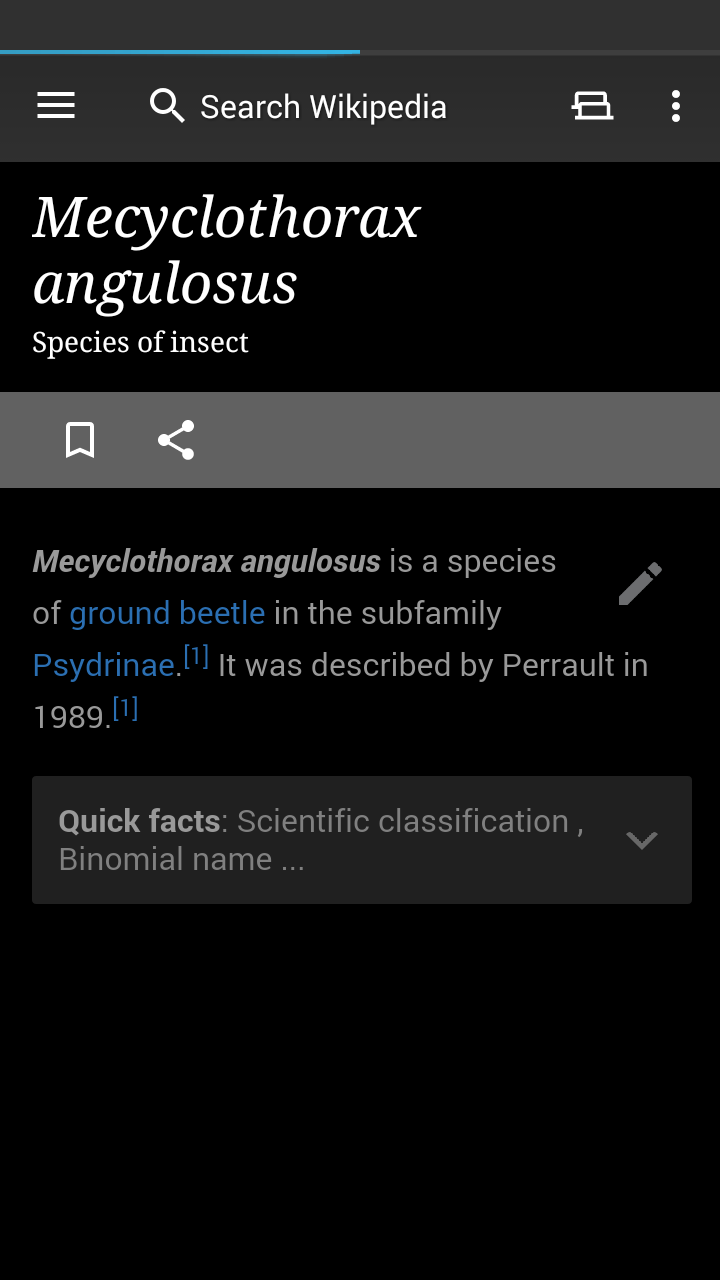 Search Wikipedia
Mecyclothorax
angulosus
Species of insect
Mecyclothorax angulosus is a species
of ground beetle in the subfamily
Psydrinae.[1] It was described by Perrault in
1989.[1]
Quick facts: Scientific classification ,
Binomial name ...